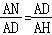 AN/AD = AD/AH